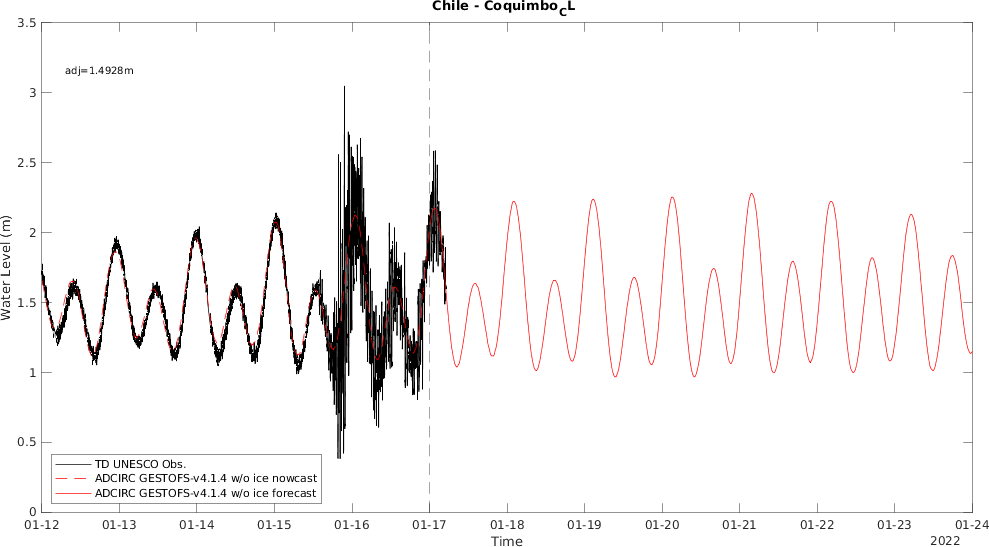 Chile - Coquimbo_CL
adj=1.4928m
3.5
3
2.5
2
1.5
1
0.5
0
Water Level (m)
TD UNESCO Obs.
ADCIRC GESTOFS-v4.1.4 w/o ice nowcast
ADCIRC GESTOFS-v4.1.4 w/o ice forecast
01-12 01-13 01-14 01-15 01-16 01-17 01-18 01-19 01-20 01-21 01-22 01-23 01-24
Time
2022